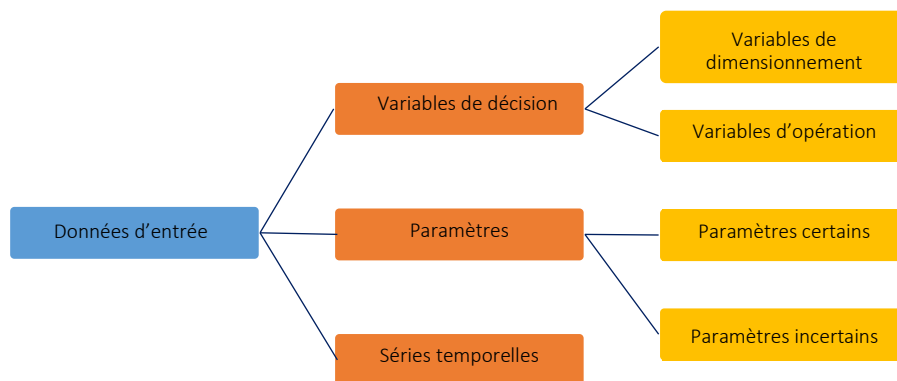 Variables de
dimensionnement
Variables de décision
Variables d’opération
Données d’entrée
Paramètres
Paramètres certains
Paramètres incertains
Séries temporelles